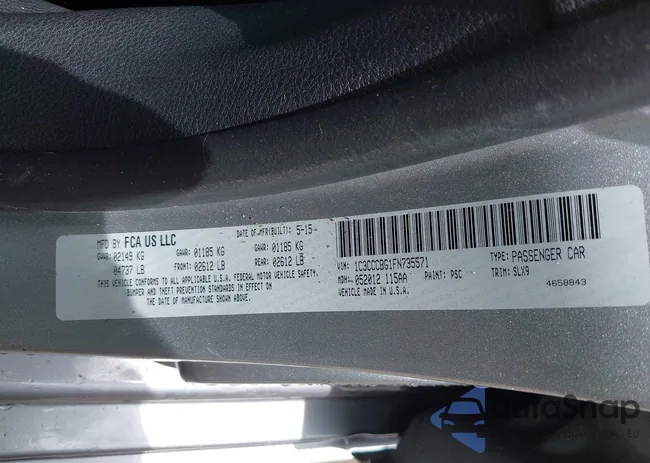 MFD BY FCA US LLC DATE OF MFR(BUILT): 5-15
GVWR: 02149 KG GAWR: 01185 KG GAWR: 01185 KG
04737 LB FRONT: 02612 LB REAR: 02612 LB
THIS VEHICLE CONFORMS TO ALL APPLICABLE U.S.A. FEDERAL MOTOR VEHICLE SAFETY,
BUMPER AND THEFT PREVENTION STANDARDS IN EFFECT ON
THE DATE OF MANUFACTURE SHOWN ABOVE.
VIN: 1C3CCCBG1FN735571 TYPE: PASSENGER CAR
MDH: 052012 115AA PAINT: PSC TRIM: SLX9
VEHICLE MADE IN U.S.A. 4658843
AutoSnap